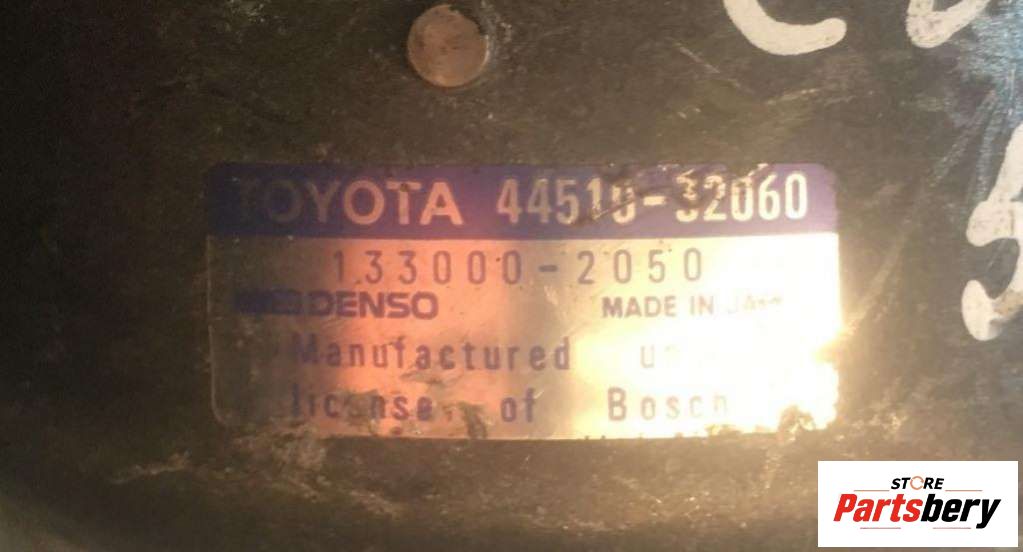 TOYOTA 44510-32060
133000-2050
DENSO MADE IN
Manufactured
license of Bosch
STORE
Partsbery